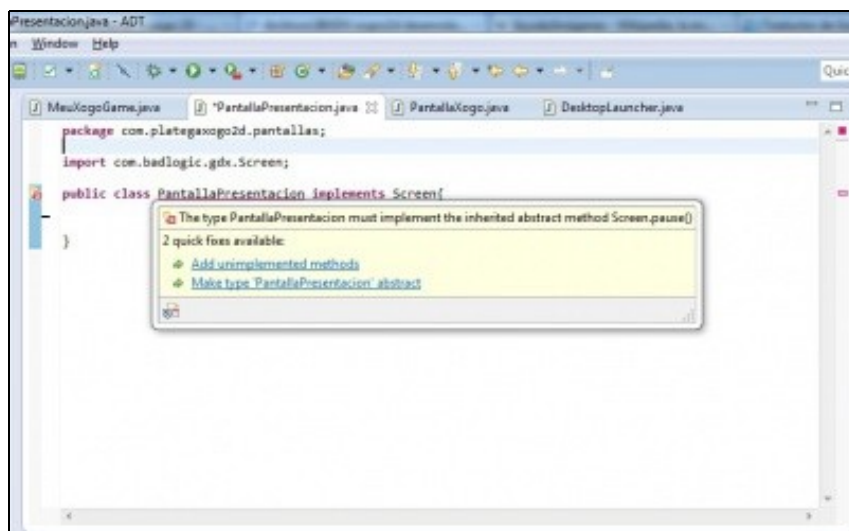 Presentacion.java - ADT
n Window Help
Quic
MeuXogoGame.java *PantallaPresentacion.java PantallaXogo.java DesktopLauncher.java
package com.plategaxogo2d.pantallas;
import com.badlogic.gdx.Screen;
public class PantallaPresentacion implements Screen{
The type PantallaPresentacion must implement the inherited abstract method Screen.pause()
2 quick fixes available:
Add unimplemented methods
Make type 'PantallaPresentacion' abstract
}